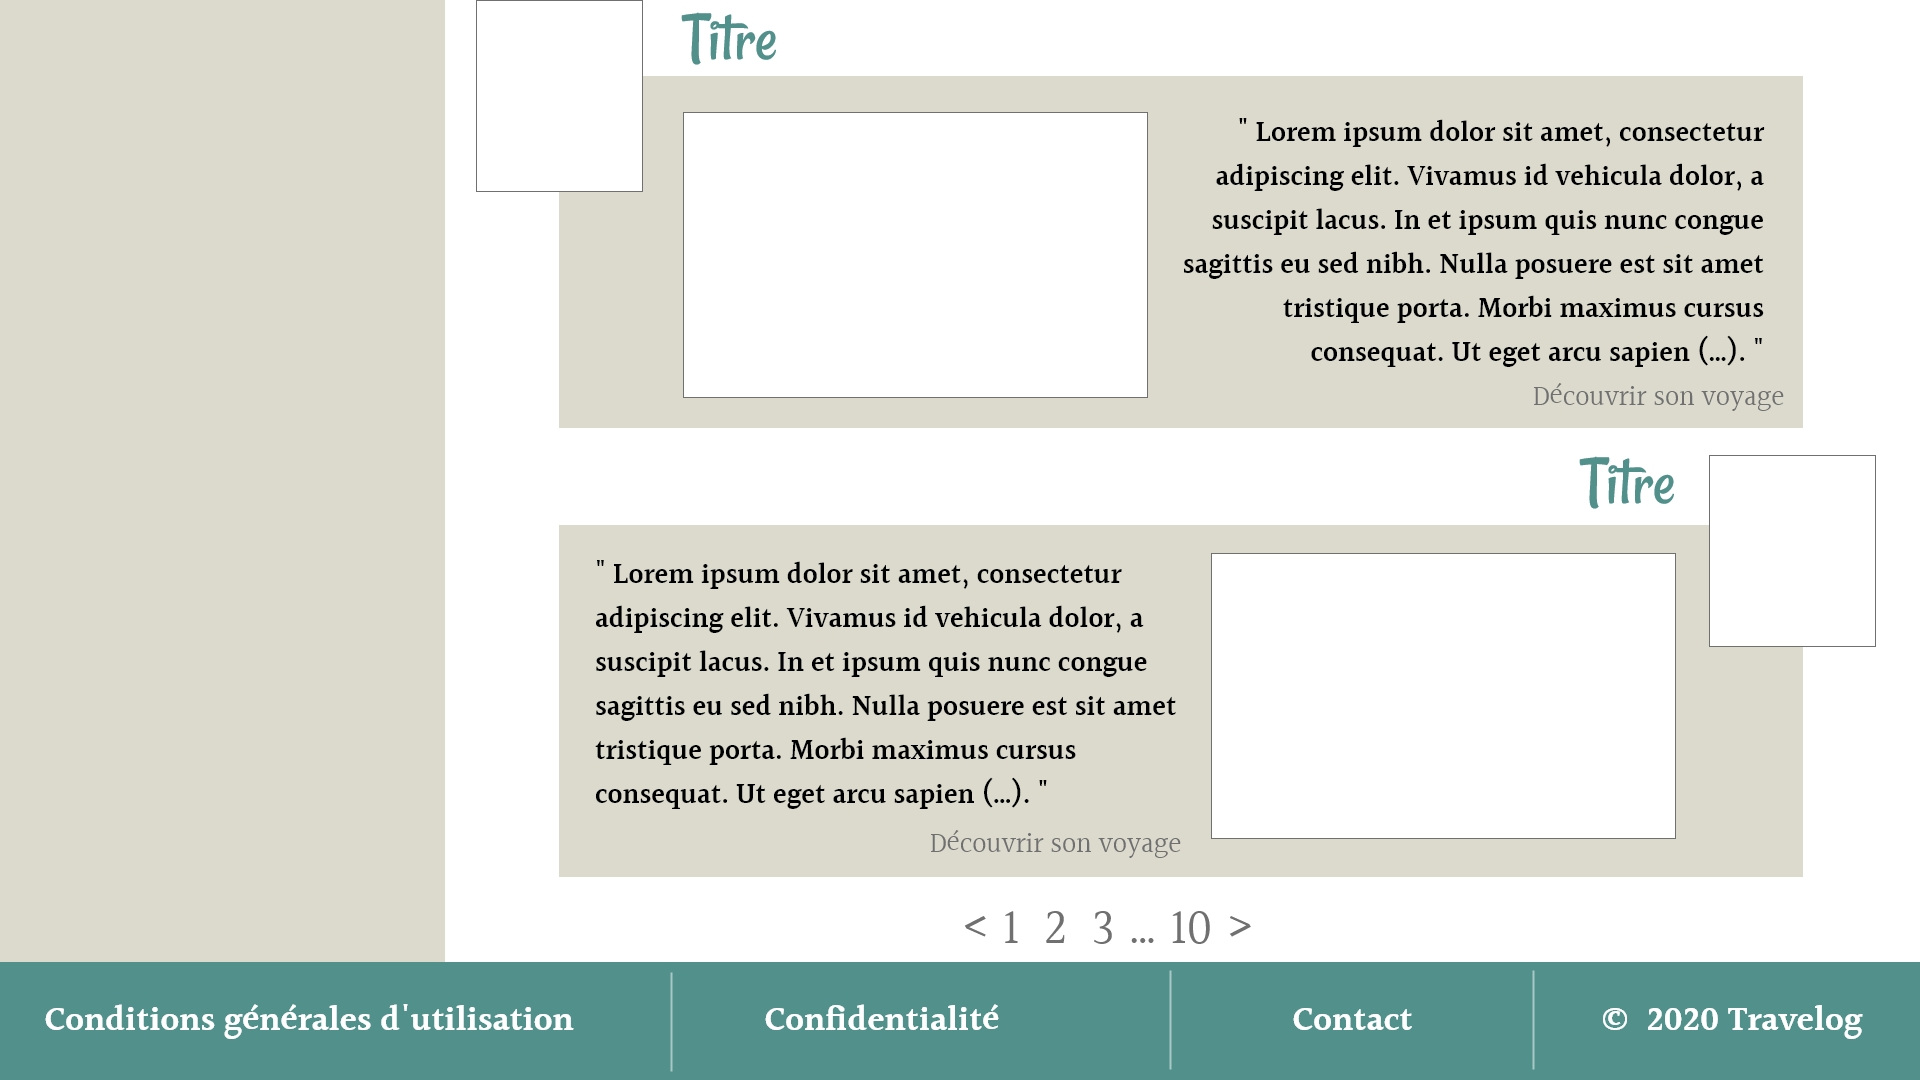 Titre
" Lorem ipsum dolor sit amet, consectetur
adipiscing elit. Vivamus id vehicula dolor, a
suscipit lacus. In et ipsum quis nunc congue
sagittis eu sed nibh. Nulla posuere est sit amet
tristique porta. Morbi maximus cursus
consequat. Ut eget arcu sapien (...). "
Découvrir son voyage
Titre
" Lorem ipsum dolor sit amet, consectetur
adipiscing elit. Vivamus id vehicula dolor, a
suscipit lacus. In et ipsum quis nunc congue
sagittis eu sed nibh. Nulla posuere est sit amet
tristique porta. Morbi maximus cursus
consequat. Ut eget arcu sapien (...). "
Découvrir son voyage
< 1 2 3 ... 10 >
Conditions générales d'utilisation
Confidentialité
Contact
© 2020 Travelog